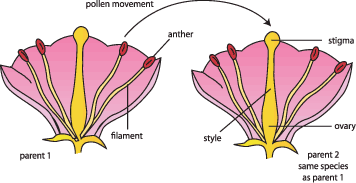 pollen movement
anther
stigma
filament
style
ovary
parent 1
parent 2
same species
as parent 1